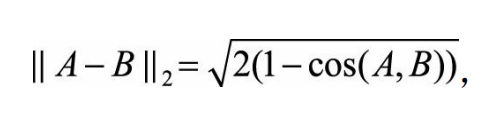 ‖ A − B ‖₂ = √2(1 − cos(A, B)),